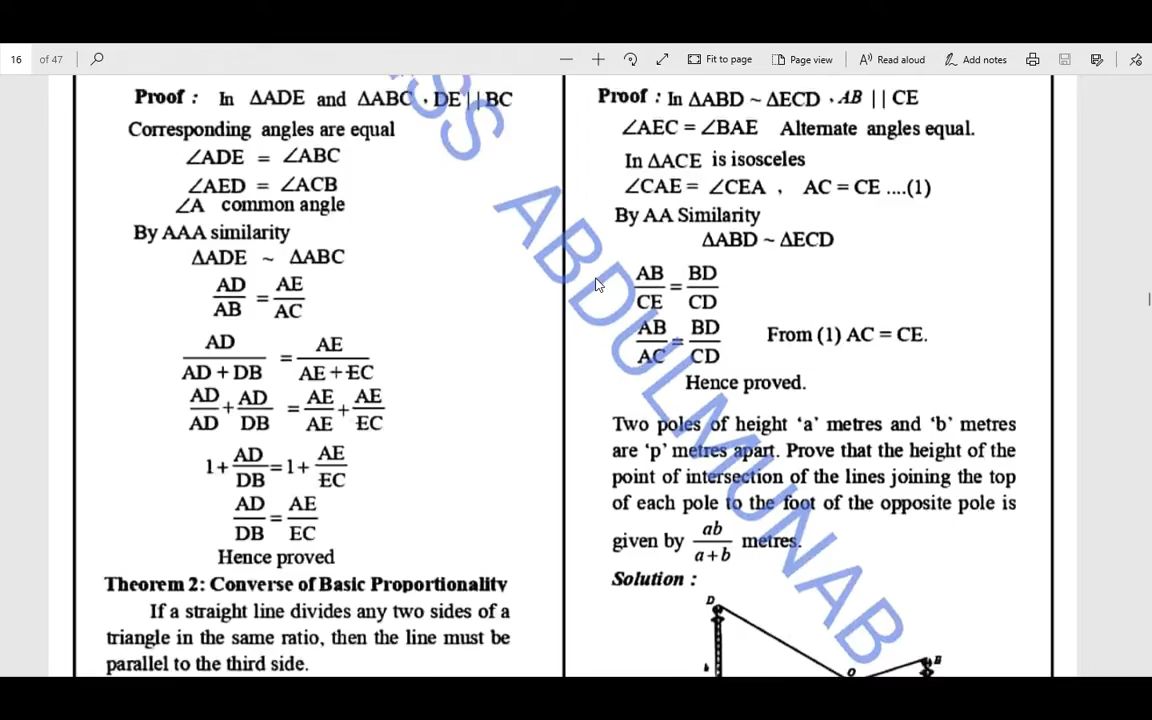 16 of 47
Fit to page
Page view
Read aloud
Add notes
Proof : In ΔADE and ΔABC , DE || BC
Corresponding angles are equal
∠ADE = ∠ABC
∠AED = ∠ACB
∠A common angle
By AAA similarity
ΔADE ~ ΔABC
AD/AB = AE/AC
AD/(AD + DB) = AE/(AE + EC)
AD/AD + AD/DB = AE/AE + AE/EC
1 + AD/DB = 1 + AE/EC
AD/DB = AE/EC
Hence proved
Theorem 2: Converse of Basic Proportionality
If a straight line divides any two sides of a
triangle in the same ratio, then the line must be
parallel to the third side.
Proof : In ΔABD ~ ΔECD , AB || CE
∠AEC = ∠BAE Alternate angles equal.
In ΔACE is isosceles
∠CAE = ∠CEA , AC = CE ....(1)
By AA Similarity
ΔABD ~ ΔECD
AB/CE = BD/CD
AB/AC = BD/CD From (1) AC = CE.
Hence proved.
Two poles of height ‘a’ metres and ‘b’ metres
are ‘p’ metres apart. Prove that the height of the
point of intersection of the lines joining the top
of each pole to the foot of the opposite pole is
given by ab/(a+b) metres.
Solution :
D
O
B
SS ABDULMUNAB